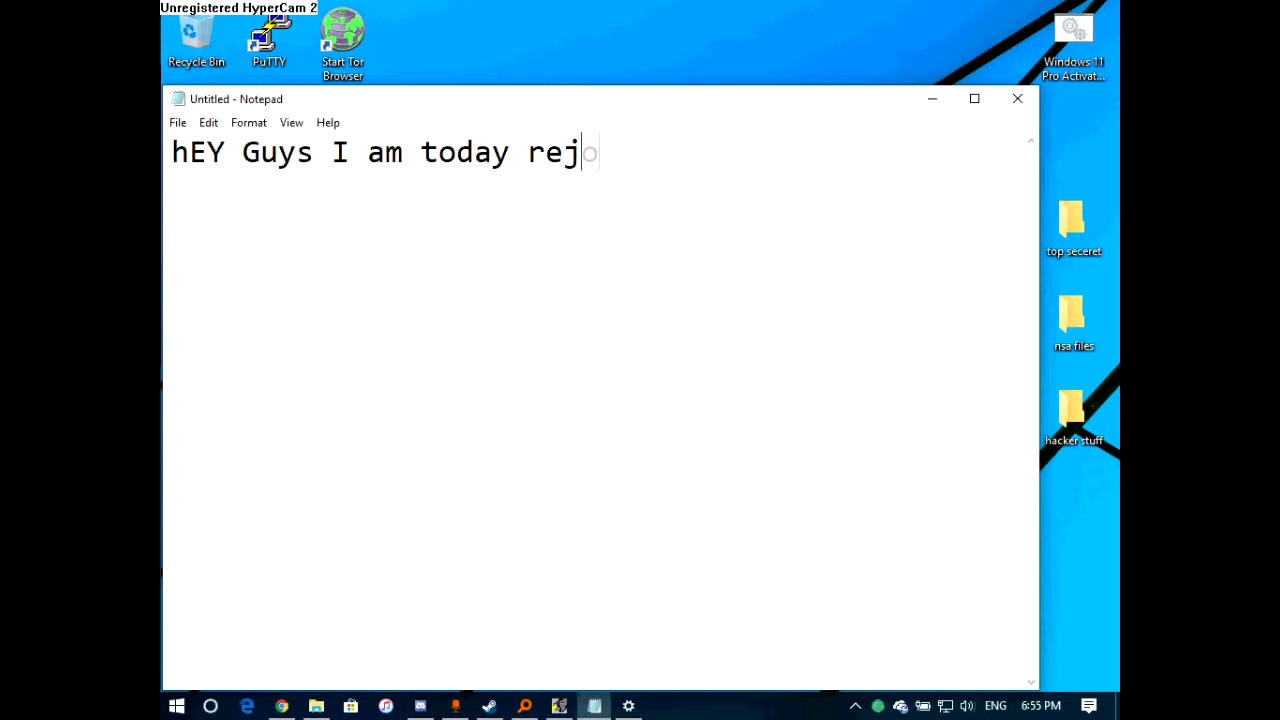 Unregistered HyperCam 2
Recycle Bin
PuTTY
Start Tor
Browser
Windows 11
Pro Activat...
Untitled - Notepad
File Edit Format View Help
hEY Guys I am today rejo
top seceret
nsa files
hacker stuff
ENG 6:55 PM